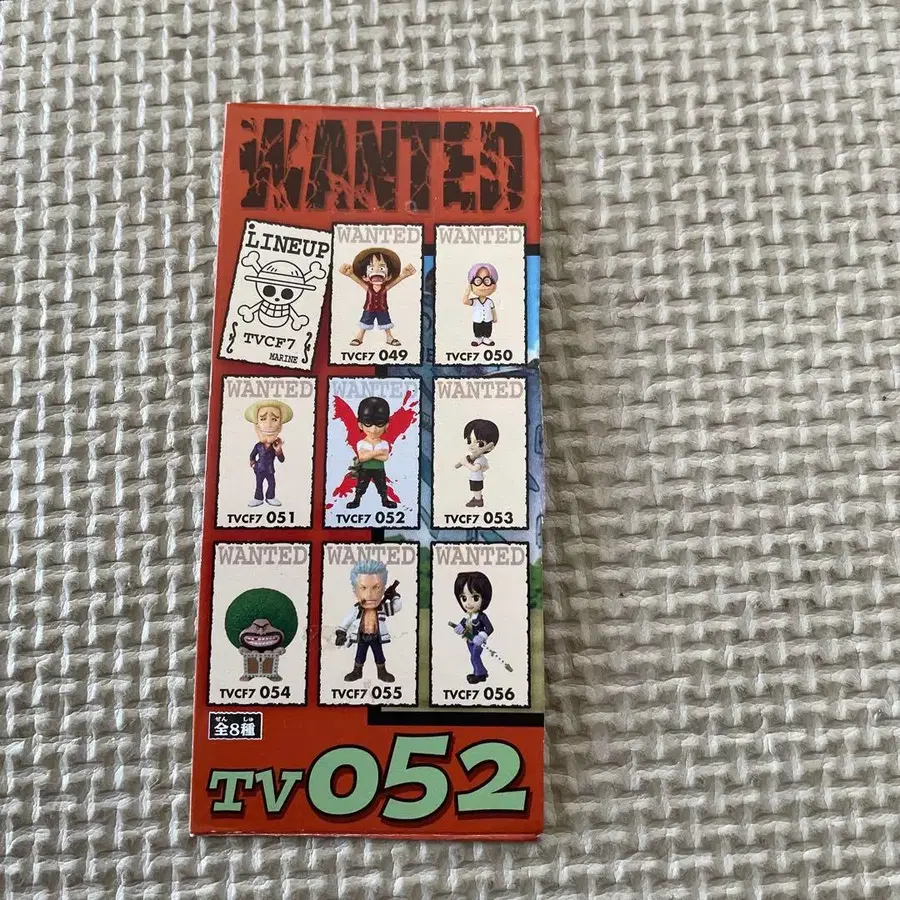 WANTED
LINEUP
TVCF7
MARINE
WANTED
TVCF7 049
WANTED
TVCF7 050
WANTED
TVCF7 051
WANTED
TVCF7 052
WANTED
TVCF7 053
WANTED
TVCF7 054
WANTED
TVCF7 055
WANTED
TVCF7 056
ぜん しゅ
全8種
TV052